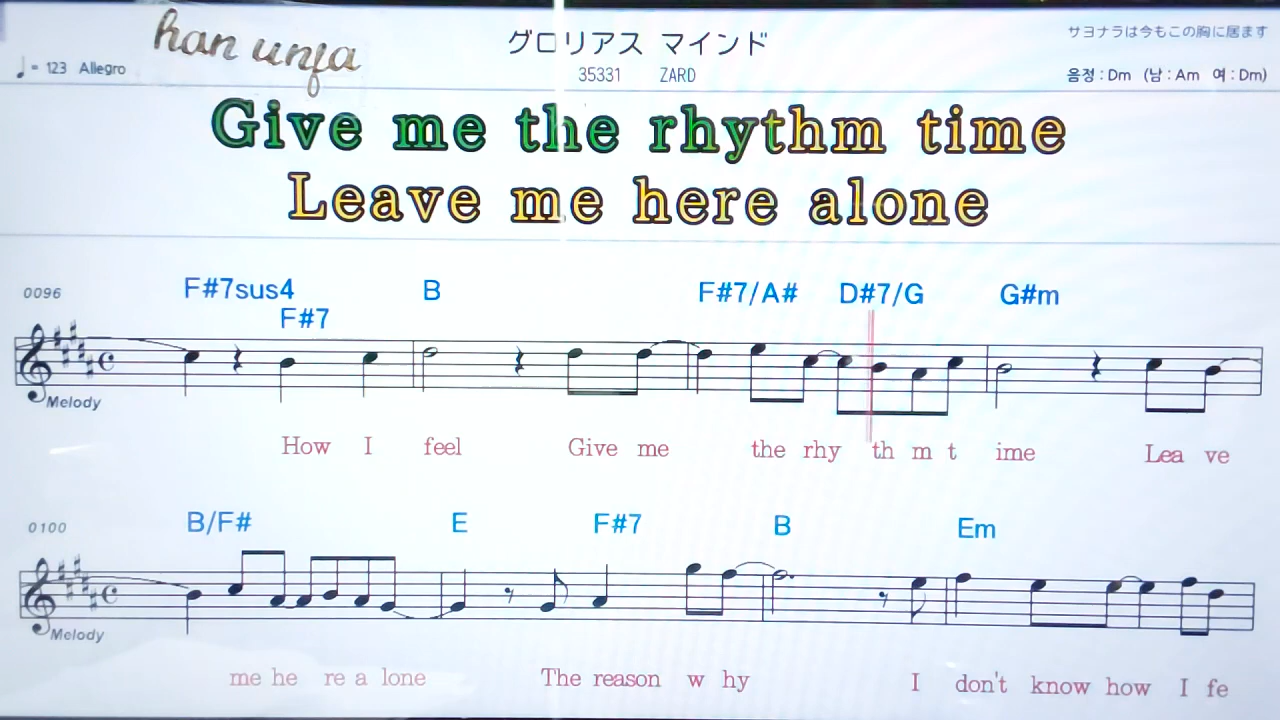 han unfa
グロリアス マインド
サヨナラは今もこの胸に居ます
♩= 123 Allegro
35331 ZARD
음정 : Dm (남 : Am 여 : Dm)
Give me the rhythm time
Leave me here alone
0096 F#7sus4 B F#7/A# D#7/G G#m
F#7
Melody
How I feel Give me the rhy th m t ime Lea ve
0100 B/F# E F#7 B Em
Melody
me he re a lone The reason w hy I don't know how I fe